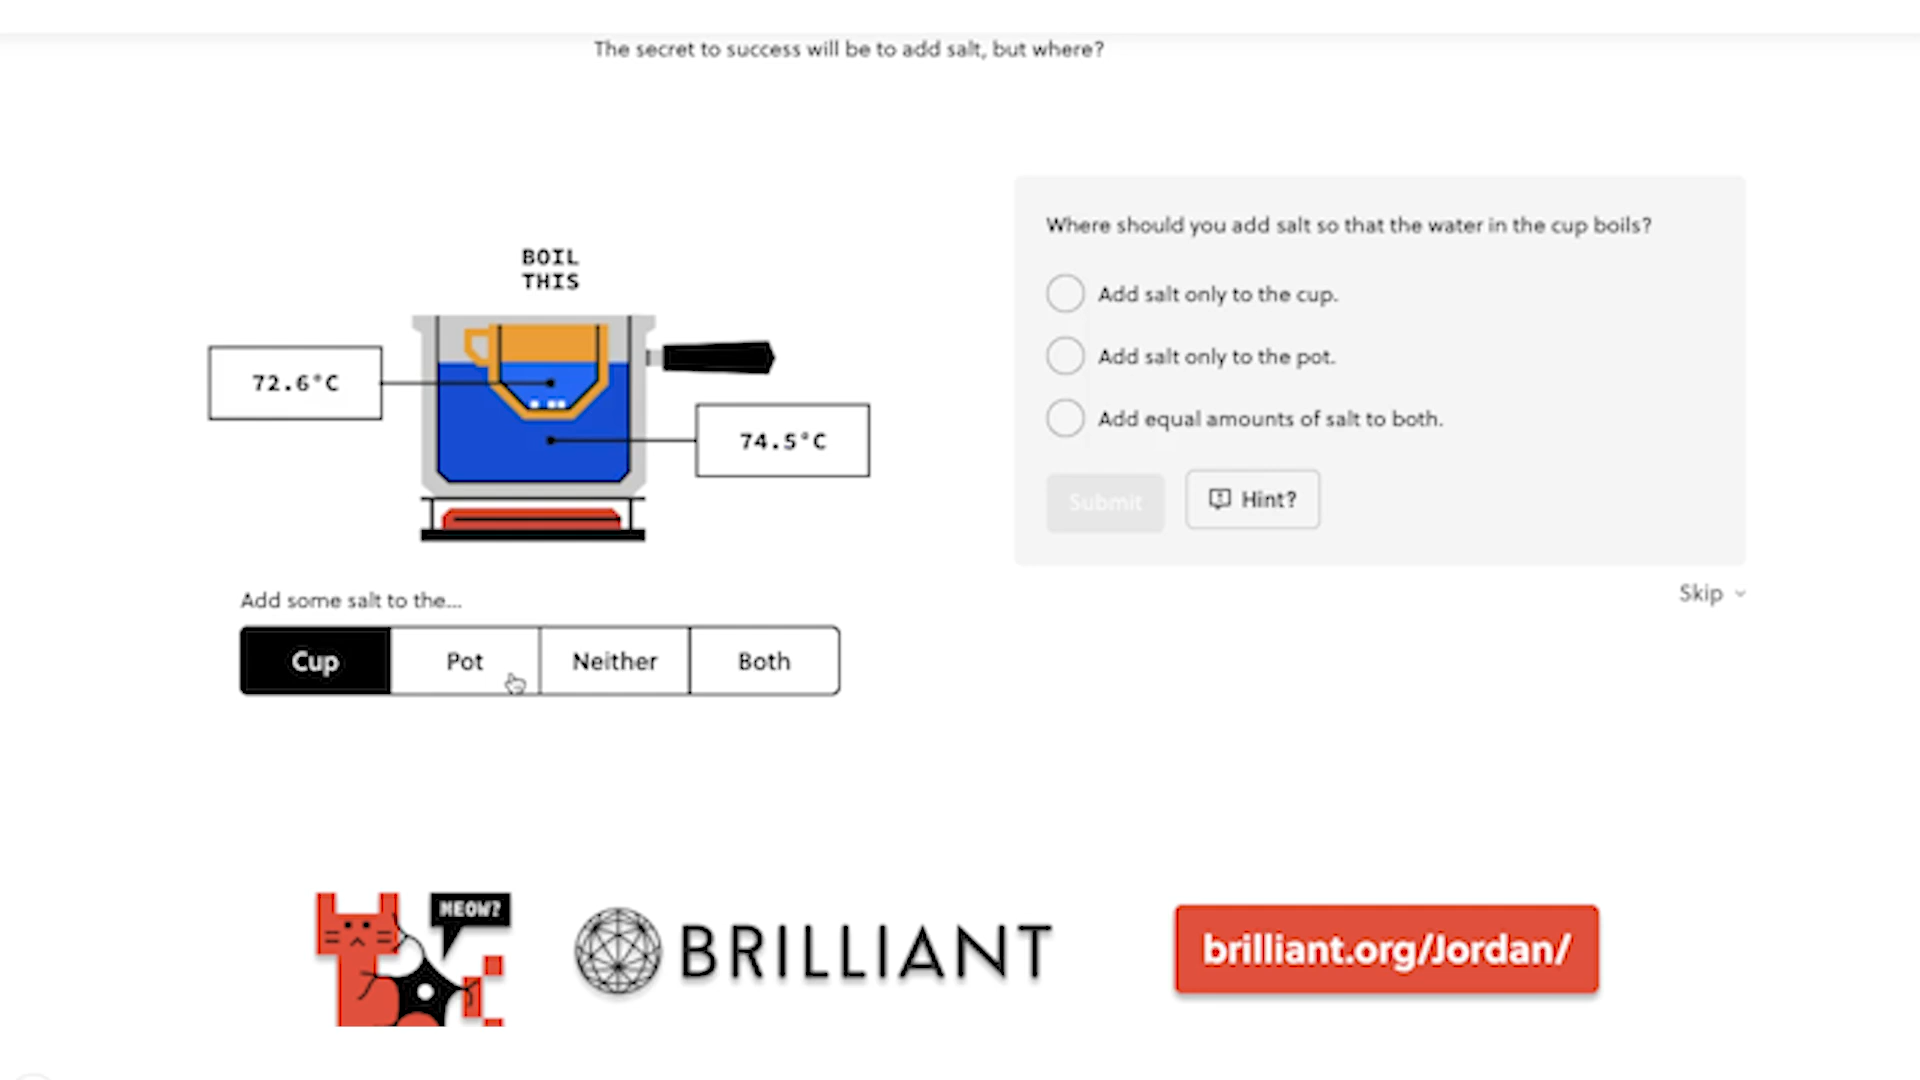 The secret to success will be to add salt, but where?
BOIL
THIS
72.6°C
74.5°C
Add some salt to the...
Cup
Pot
Neither
Both
Where should you add salt so that the water in the cup boils?
Add salt only to the cup.
Add salt only to the pot.
Add equal amounts of salt to both.
Submit
Hint?
Skip
MEOW?
BRILLIANT
brilliant.org/Jordan/